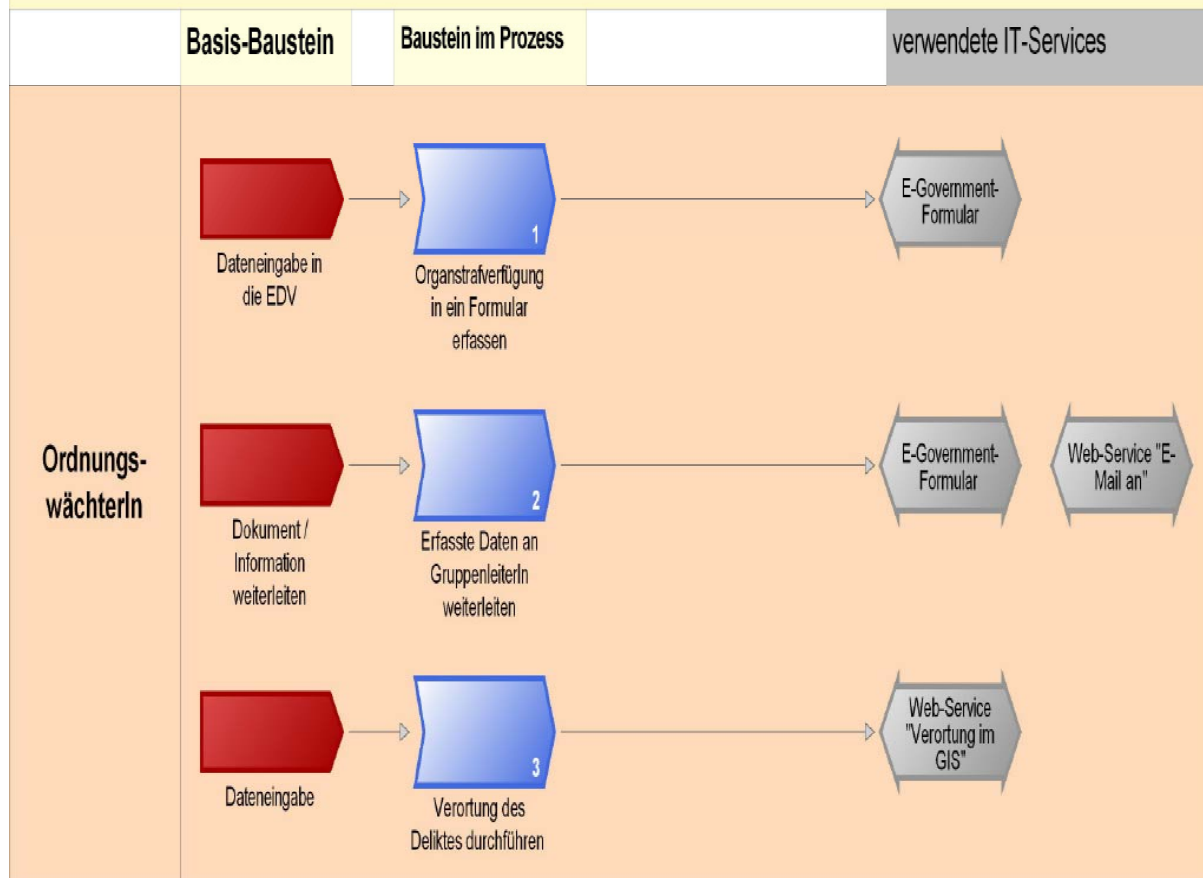 Basis-Baustein
Baustein im Prozess
verwendete IT-Services
Ordnungs-
wächterIn
Dateneingabe in
die EDV
1
Organstrafverfügung
in ein Formular
erfassen
E-Government-
Formular
Dokument /
Information
weiterleiten
2
Erfasste Daten an
GruppenleiterIn
weiterleiten
E-Government-
Formular
Web-Service "E-
Mail an"
Dateneingabe
3
Verortung des
Deliktes durchführen
Web-Service
"Verortung im
GIS"